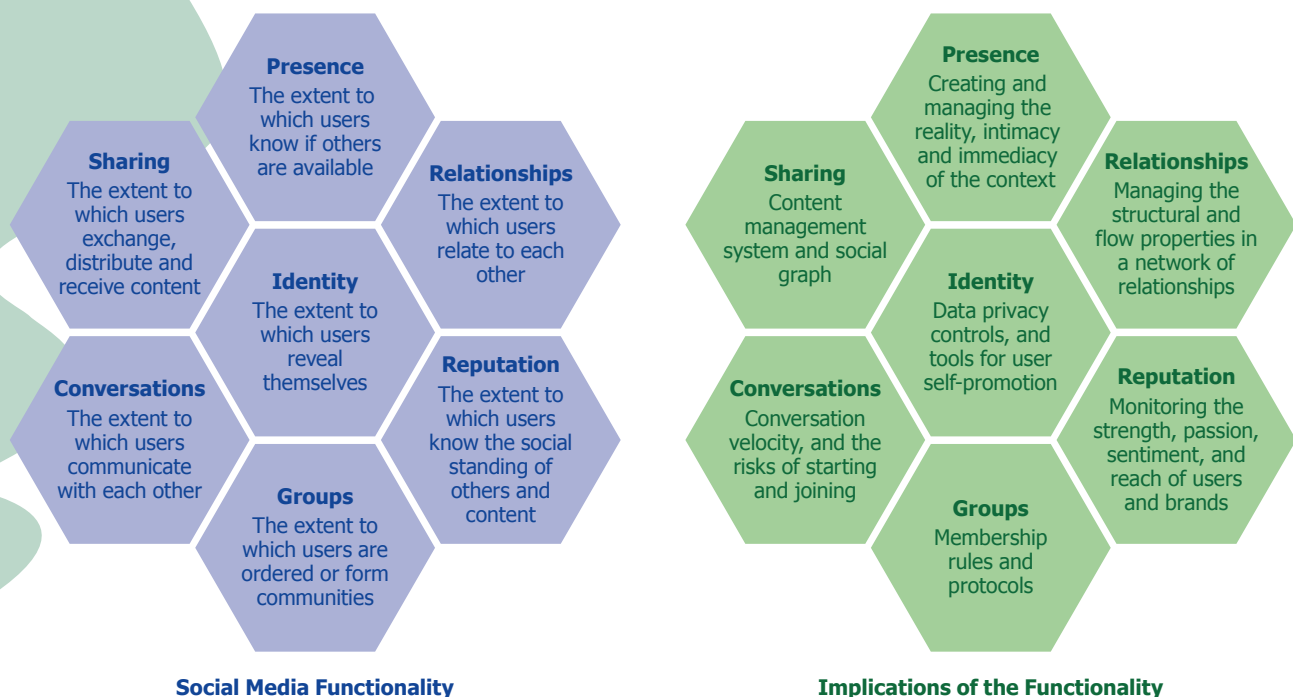 Presence
The extent to
which users
know if others
are available
Sharing
The extent to
which users
exchange,
distribute and
receive content
Relationships
The extent to
which users
relate to each
other
Identity
The extent to
which users
reveal
themselves
Conversations
The extent to
which users
communicate
with each other
Reputation
The extent to
which users
know the social
standing of
others and
content
Groups
The extent to
which users are
ordered or form
communities
Social Media Functionality
Presence
Creating and
managing the
reality, intimacy
and immediacy
of the context
Sharing
Content
management
system and social
graph
Relationships
Managing the
structural and
flow properties in
a network of
relationships
Identity
Data privacy
controls, and
tools for user
self-promotion
Conversations
Conversation
velocity, and the
risks of starting
and joining
Reputation
Monitoring the
strength, passion,
sentiment, and
reach of users
and brands
Groups
Membership
rules and
protocols
Implications of the Functionality